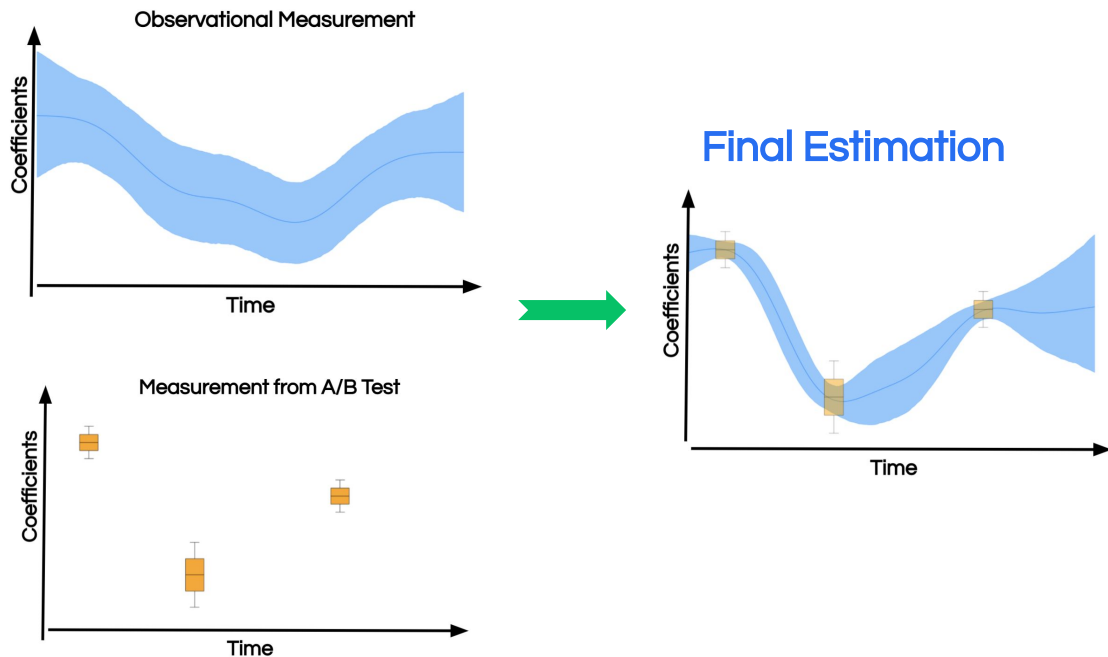 Observational Measurement
Coefficients
Time
Measurement from A/B Test
Coefficients
Time
Final Estimation
Coefficients
Time